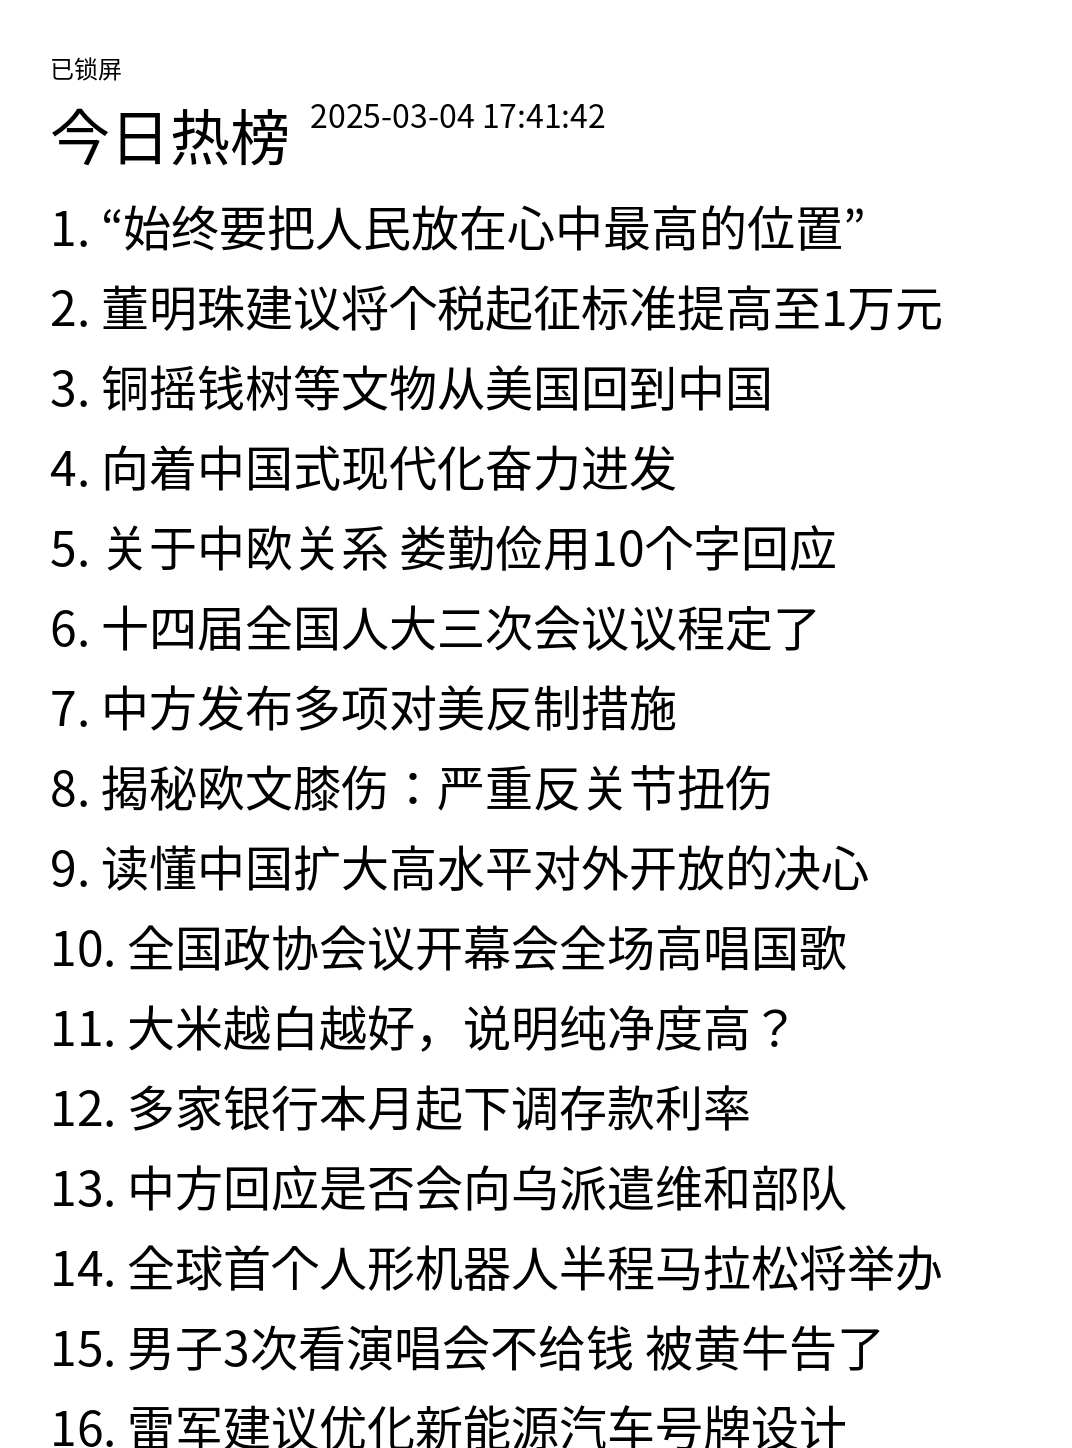 已锁屏
今日热榜 2025-03-04 17:41:42
1. “始终要把人民放在心中最高的位置”
2. 董明珠建议将个税起征标准提高至1万元
3. 铜摇钱树等文物从美国回到中国
4. 向着中国式现代化奋力进发
5. 关于中欧关系 娄勤俭用10个字回应
6. 十四届全国人大三次会议议程定了
7. 中方发布多项对美反制措施
8. 揭秘欧文膝伤：严重反关节扭伤
9. 读懂中国扩大高水平对外开放的决心
10. 全国政协会议开幕会全场高唱国歌
11. 大米越白越好，说明纯净度高？
12. 多家银行本月起下调存款利率
13. 中方回应是否会向乌派遣维和部队
14. 全球首个人形机器人半程马拉松将举办
15. 男子3次看演唱会不给钱 被黄牛告了
16. 雷军建议优化新能源汽车号牌设计